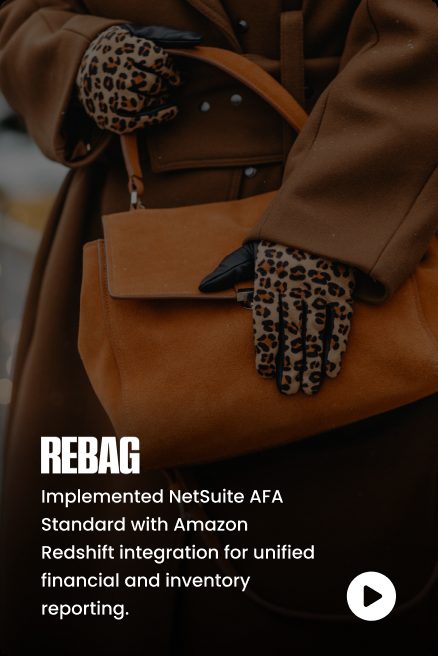 REBAG
Implemented NetSuite AFA
Standard with Amazon
Redshift integration for unified
financial and inventory
reporting.